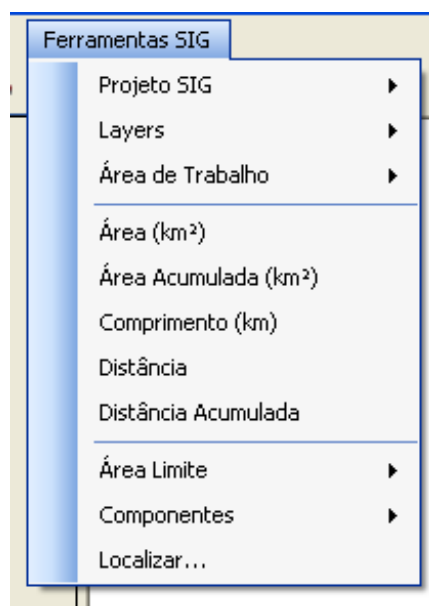 Ferramentas SIG
Projeto SIG
Layers
Área de Trabalho
Área (km²)
Área Acumulada (km²)
Comprimento (km)
Distância
Distância Acumulada
Área Limite
Componentes
Localizar...